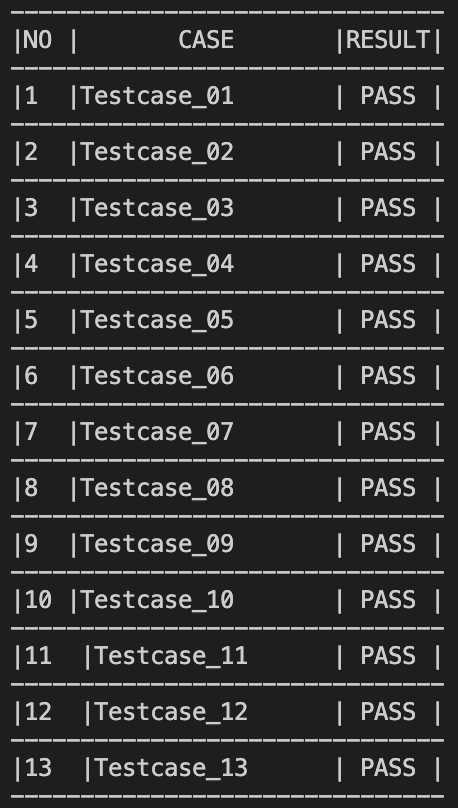 -------------------------------
|NO |       CASE       |RESULT|
-------------------------------
|1  |Testcase_01       | PASS |
-------------------------------
|2  |Testcase_02       | PASS |
-------------------------------
|3  |Testcase_03       | PASS |
-------------------------------
|4  |Testcase_04       | PASS |
-------------------------------
|5  |Testcase_05       | PASS |
-------------------------------
|6  |Testcase_06       | PASS |
-------------------------------
|7  |Testcase_07       | PASS |
-------------------------------
|8  |Testcase_08       | PASS |
-------------------------------
|9  |Testcase_09       | PASS |
-------------------------------
|10 |Testcase_10       | PASS |
-------------------------------
|11  |Testcase_11      | PASS |
-------------------------------
|12  |Testcase_12      | PASS |
-------------------------------
|13  |Testcase_13      | PASS |
-------------------------------